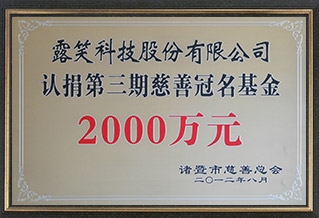 露笑科技股份有限公司
认捐第三期慈善冠名基金
2000万元
诸暨市慈善总会
二〇一二年八月